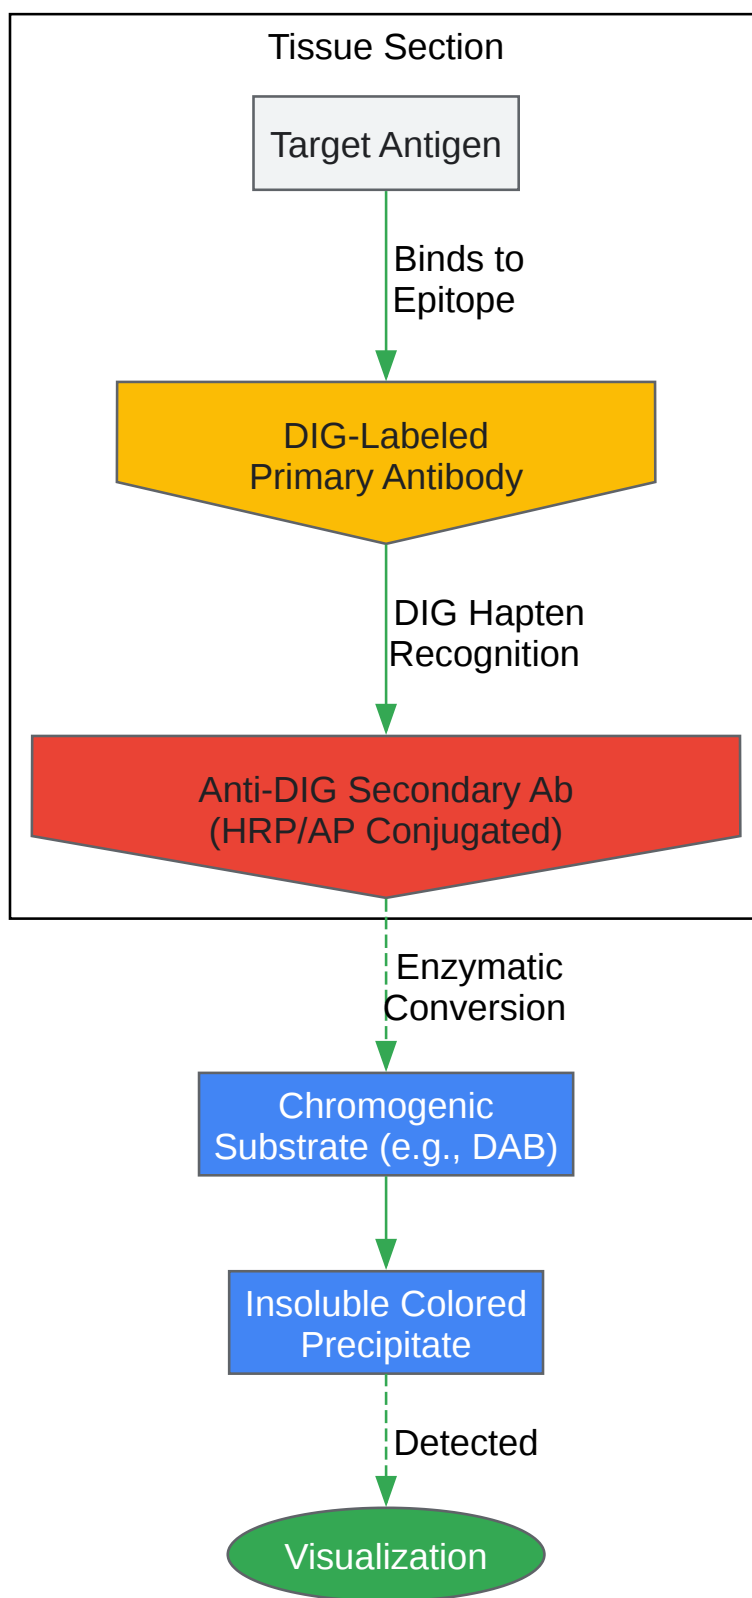 Tissue Section
Target Antigen
Binds to
Epitope
DIG-Labeled
Primary Antibody
DIG Hapten
Recognition
Anti-DIG Secondary Ab
(HRP/AP Conjugated)
Enzymatic
Conversion
Chromogenic
Substrate (e.g., DAB)
Insoluble Colored
Precipitate
Detected
Visualization